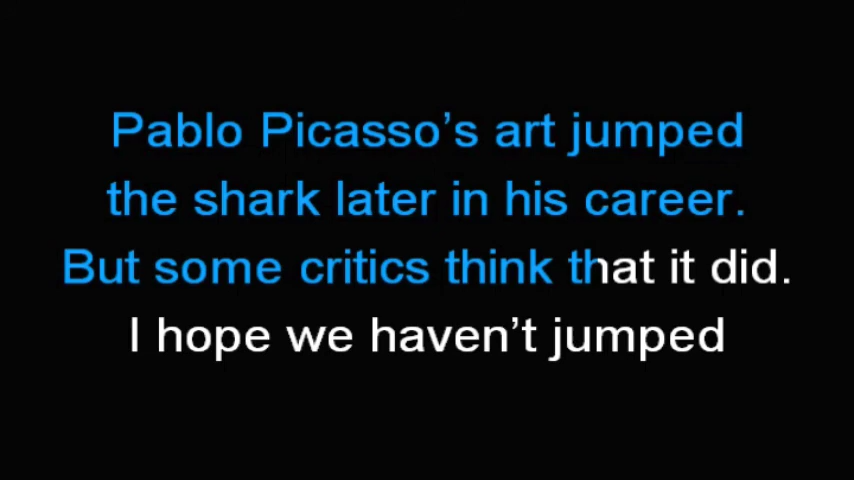 Pablo Picasso’s art jumped
the shark later in his career.
But some critics think that it did.
I hope we haven’t jumped